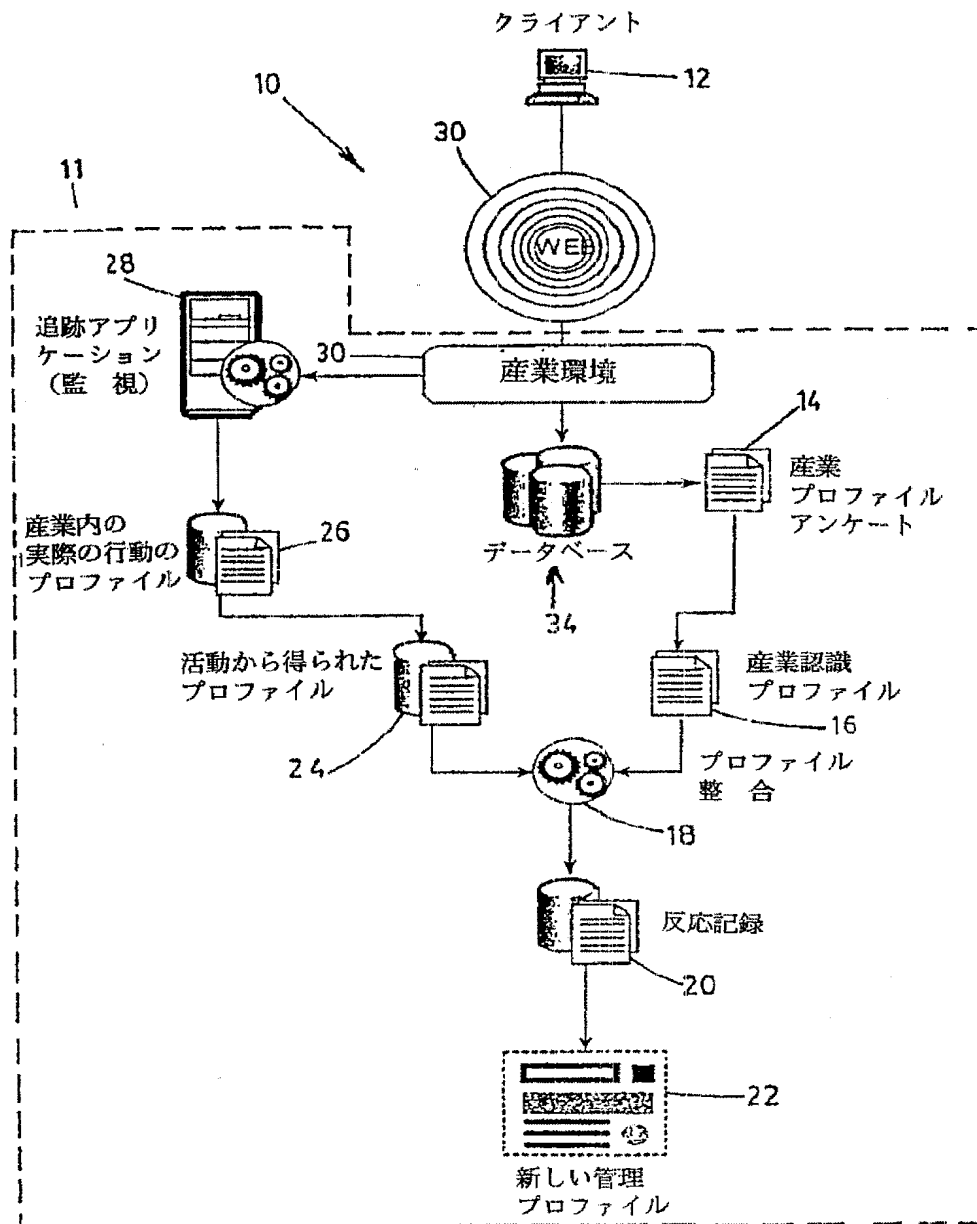 クライアント
12
10
30
11
WEB
28
追跡アプリ
ケーション
（監　視）
30
産業環境
14
産業
プロファイル
アンケート
産業内の
実際の行動の
プロファイル
26
データベース
34
活動から得られた
プロファイル
24
産業認識
プロファイル
16
プロファイル
整　合
18
反応記録
20
22
新しい管理
プロファイル